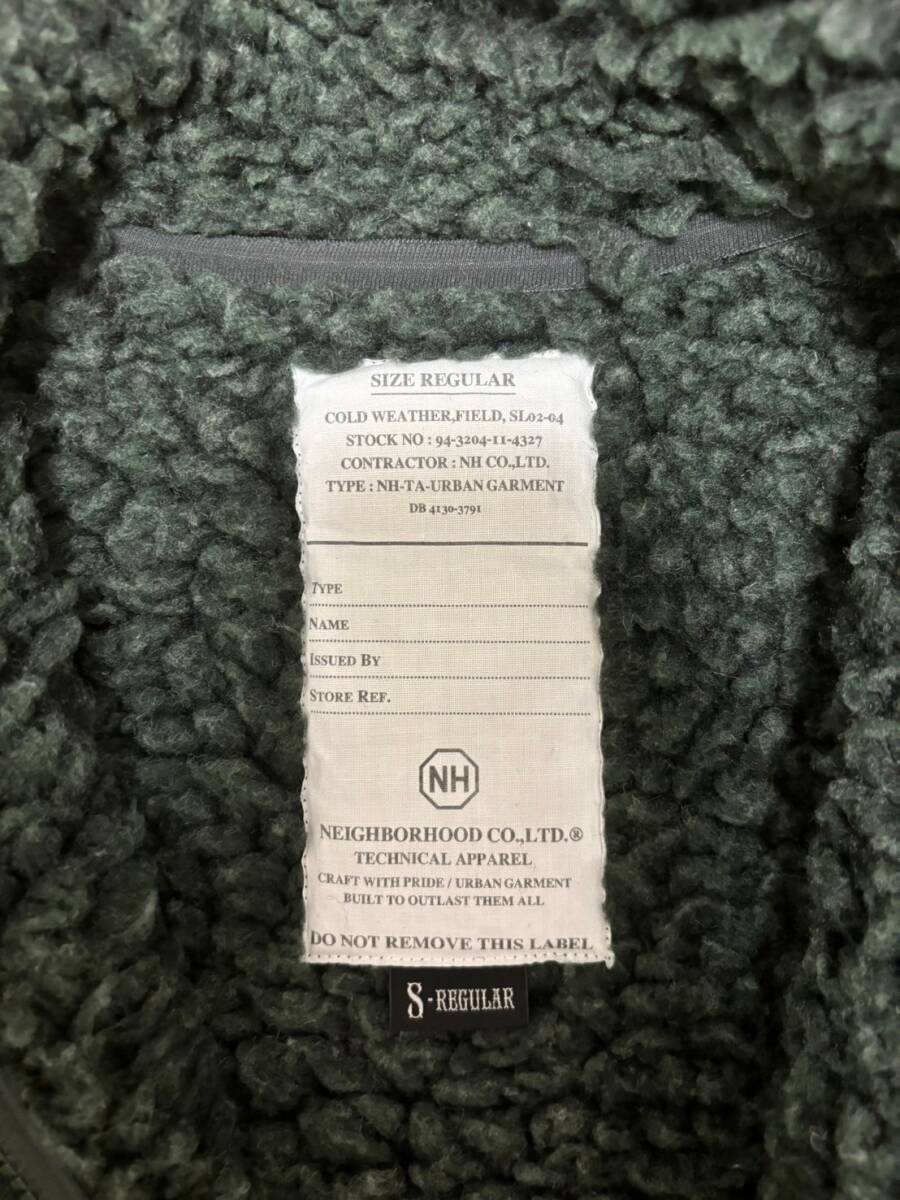 SIZE REGULAR
COLD WEATHER,FIELD, SL02-04
STOCK NO : 94-3204-11-4327
CONTRACTOR : NH CO.,LTD.
TYPE : NH-TA-URBAN GARMENT
DB 4130-3791
TYPE
NAME
ISSUED BY
STORE REF.
NH
NEIGHBORHOOD CO.,LTD.®
TECHNICAL APPAREL
CRAFT WITH PRIDE / URBAN GARMENT
BUILT TO OUTLAST THEM ALL
DO NOT REMOVE THIS LABEL
S-REGULAR